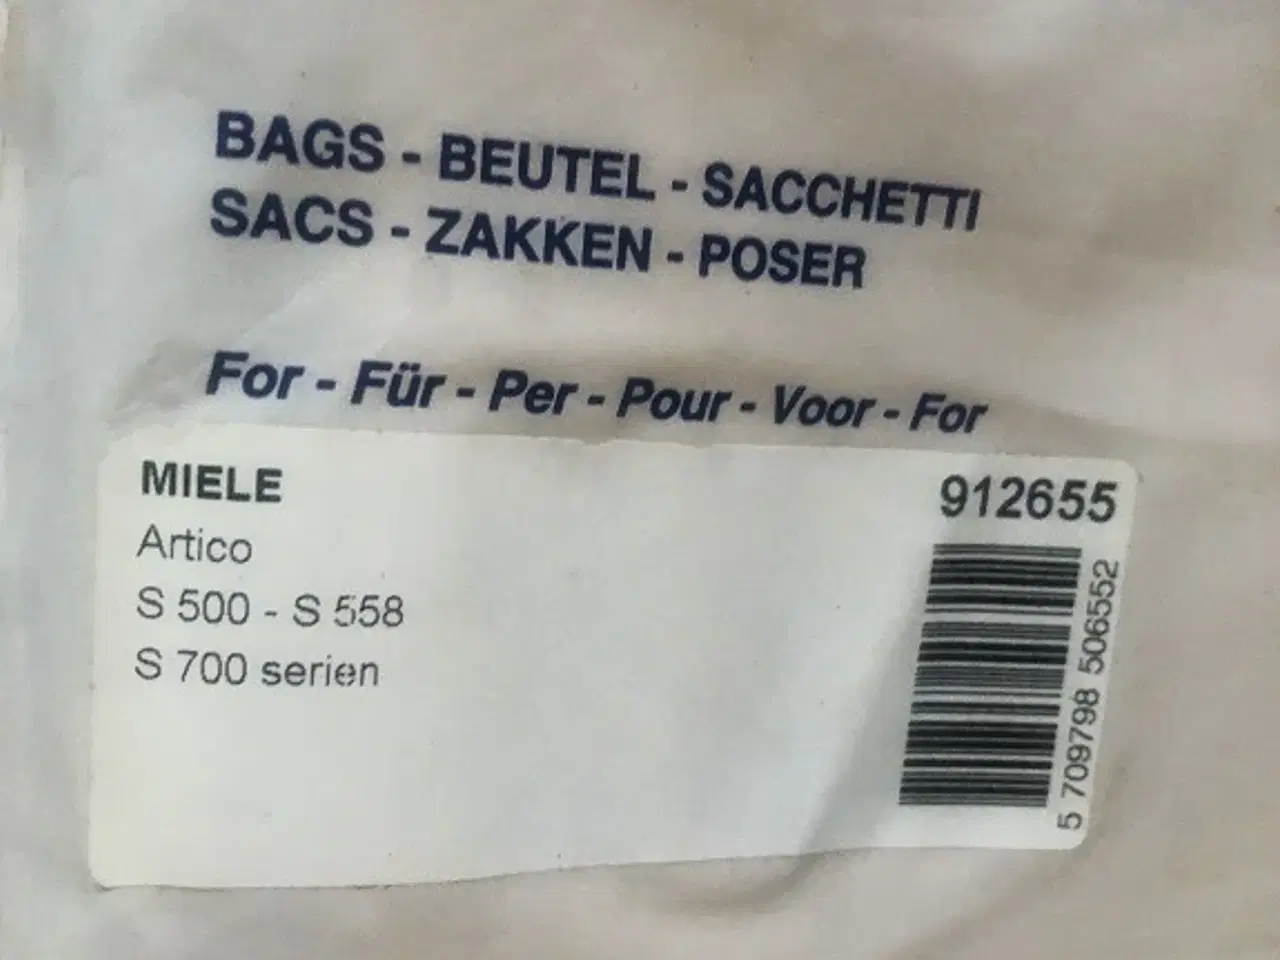 BAGS - BEUTEL - SACCHETTI
SACS - ZAKKEN - POSER
For - Für - Per - Pour - Voor - For
MIELE
Artico
S 500 - S 558
S 700 serien
912655
5 709798 506552